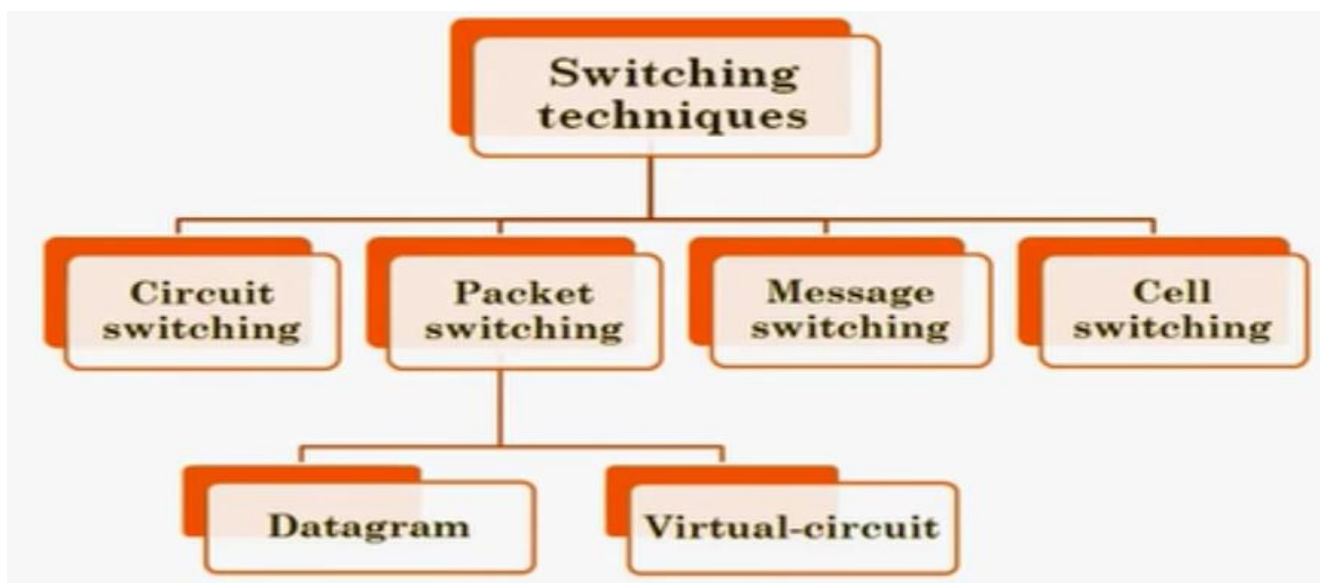 Switching
techniques
Circuit
switching
Packet
switching
Message
switching
Cell
switching
Datagram
Virtual-circuit